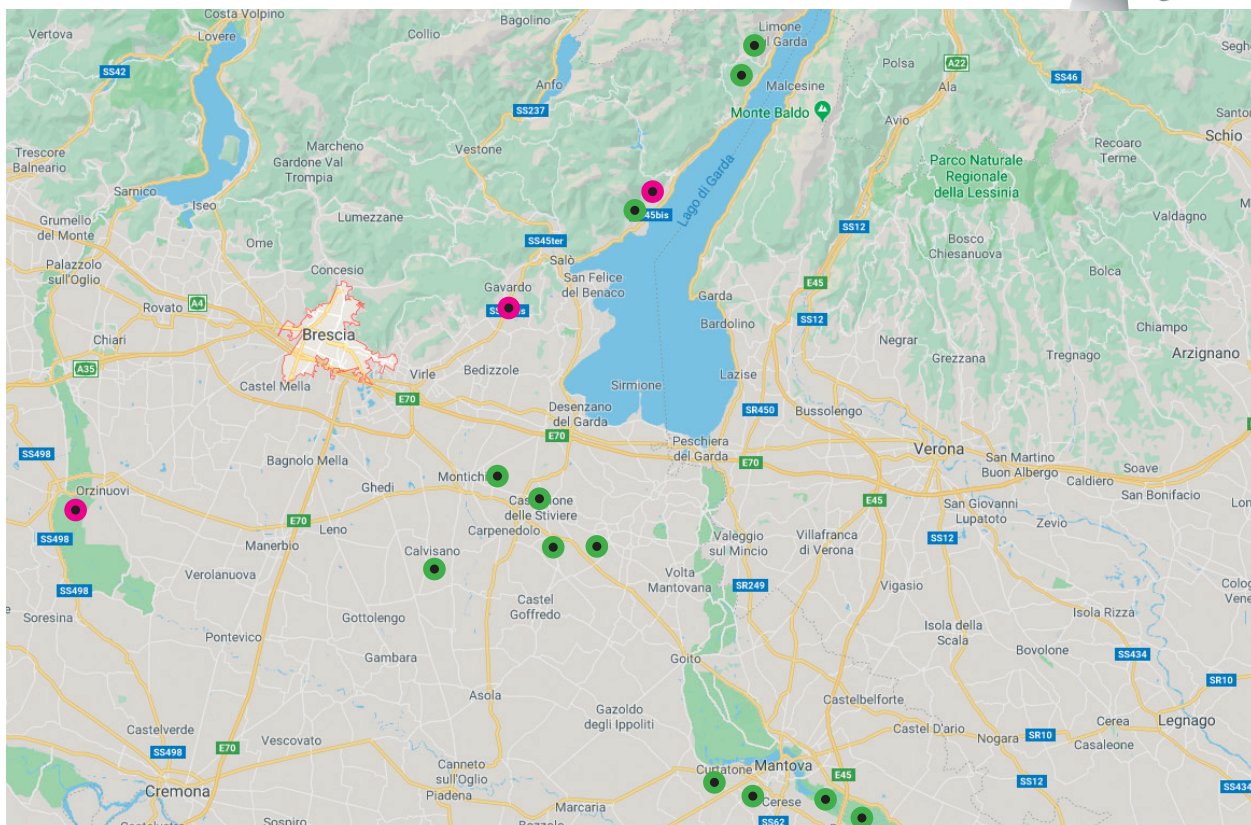 Costa Volpino
Bagolino
Limone
sul Garda
Vertova
Collio
Lovere
SS42
Polsa
A22
SS46
Anfo
Malcesine
Ala
SS237
Monte Baldo
Avio
Schio
Trescore
Balneario
Marcheno
Gardone Val
Trompia
Vestone
Recoaro
Terme
Parco Naturale
Regionale
della Lessinia
Sarnico
Lago di Garda
Iseo
Lumezzane
45bis
Valdagno
Grumello
del Monte
Ome
SS45ter
SS12
Bosco
Chiesanuova
Salò
Palazzolo
sull'Oglio
Concesio
San Felice
del Benaco
Bolca
Gavardo
E45
Garda
Rovato
A4
Bardolino
SS12
Chiampo
Chiari
Brescia
Negrar
Grezzana
Tregnago
Arzignano
A35
Castel Mella
Virle
Bedizzole
Sirmione
Lazise
E70
Desenzano
del Garda
SR450
Bussolengo
E70
Peschiera
del Garda
Verona
SS498
Bagnolo Mella
E70
San Martino
Buon Albergo
Soave
Caldiero
San Bonifacio
Orzinuovi
Ghedi
E45
San Giovanni
Lupatoto
delle Stiviere
Zevio
SS498
Leno
E70
Carpenedolo
Valeggio
sul Mincio
Villafranca
di Verona
SS12
Manerbio
Calvisano
Verolanuova
Volta
Mantovana
SR249
Vigasio
SS498
Castel
Goffredo
Soresina
Gottolengo
Isola Rizza
Isola della
Scala
Pontevico
Bovolone
SS434
Gambara
Goito
SR10
Asola
Castelbelforte
Gazoldo
degli Ippoliti
Legnago
Castelverde
Castel D'ario
Cerea
Vescovato
Nogara
SR10
Casaleone
SS498
E70
Canneto
sull'Oglio
Curtatone
Mantova
E45
SS12
SS434
Cremona
Piadena
Marcaria
Cerese
SS62
Sospiro